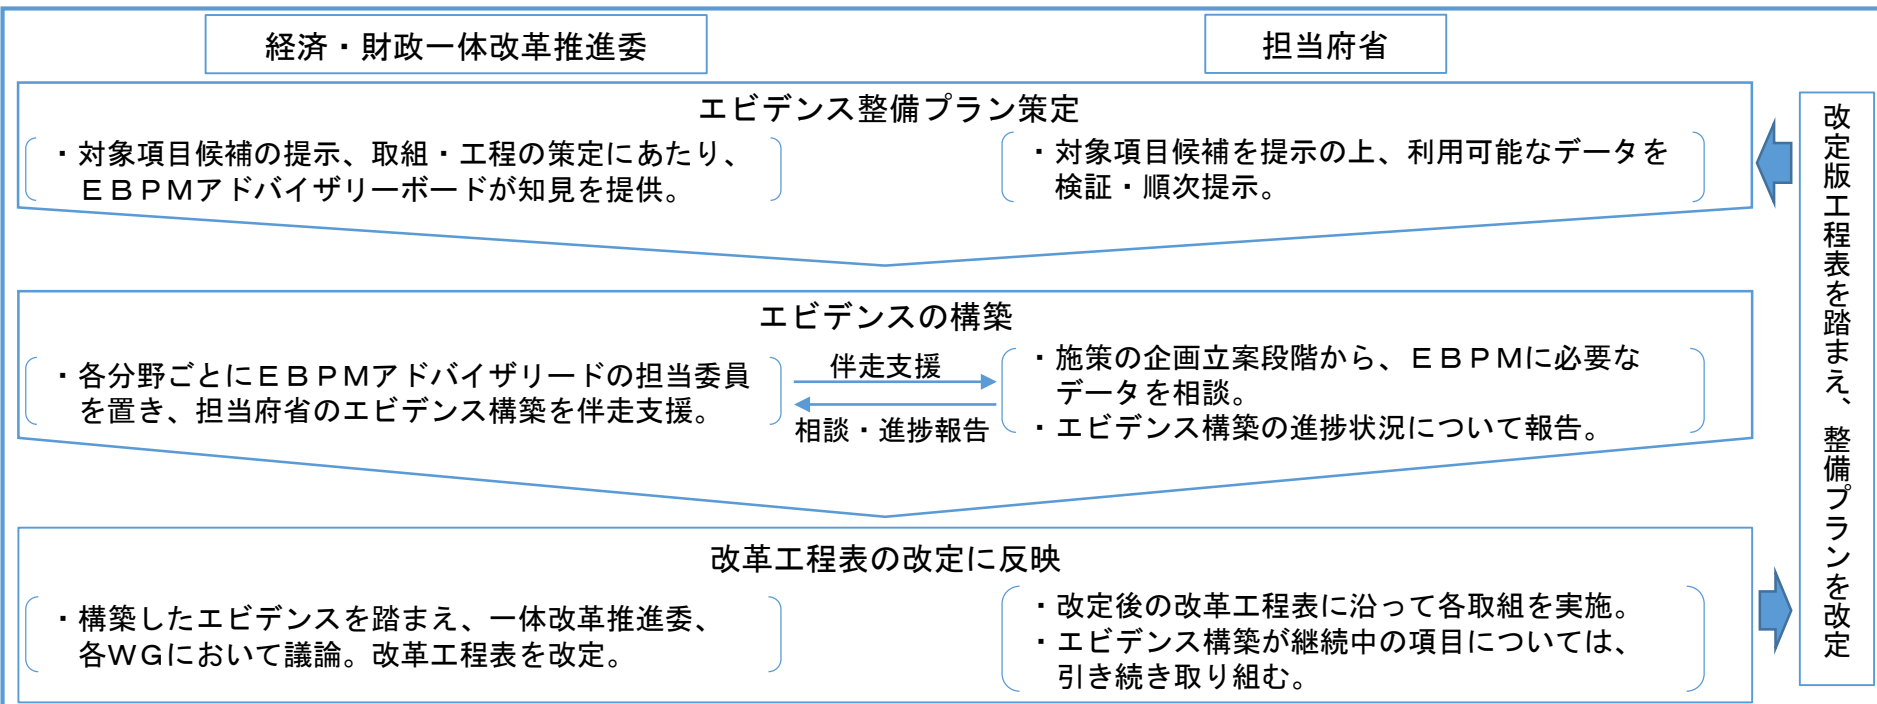 経済・財政一体改革推進委
担当府省
エビデンス整備プラン策定
・対象項目候補の提示、取組・工程の策定にあたり、
ＥＢＰＭアドバイザリーボードが知見を提供。
・対象項目候補を提示の上、利用可能なデータを
検証・順次提示。
エビデンスの構築
・各分野ごとにＥＢＰＭアドバイザリードの担当委員
を置き、担当府省のエビデンス構築を伴走支援。
伴走支援
相談・進捗報告
・施策の企画立案段階から、ＥＢＰＭに必要な
データを相談。
・エビデンス構築の進捗状況について報告。
改革工程表の改定に反映
・構築したエビデンスを踏まえ、一体改革推進委、
各ＷＧにおいて議論。改革工程表を改定。
・改定後の改革工程表に沿って各取組を実施。
・エビデンス構築が継続中の項目については、
引き続き取り組む。
改定版工程表を踏まえ、整備プランを改定